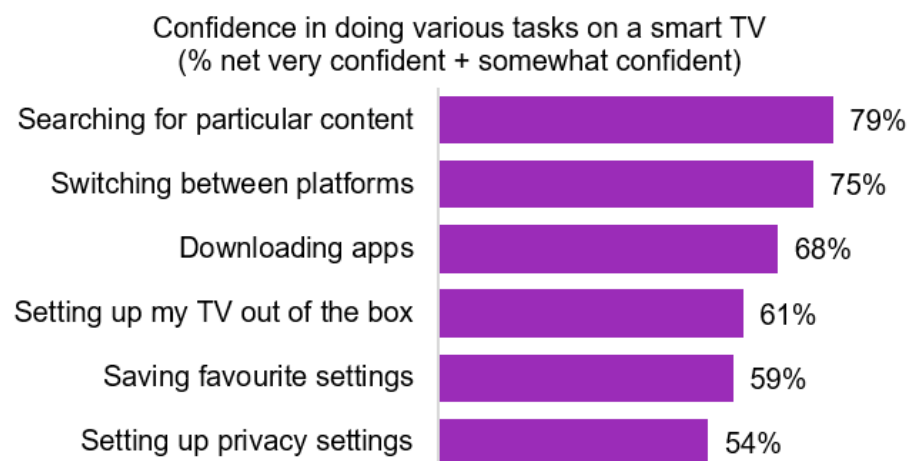 Confidence in doing various tasks on a smart TV
(% net very confident + somewhat confident)
Searching for particular content 79%
Switching between platforms 75%
Downloading apps 68%
Setting up my TV out of the box 61%
Saving favourite settings 59%
Setting up privacy settings 54%